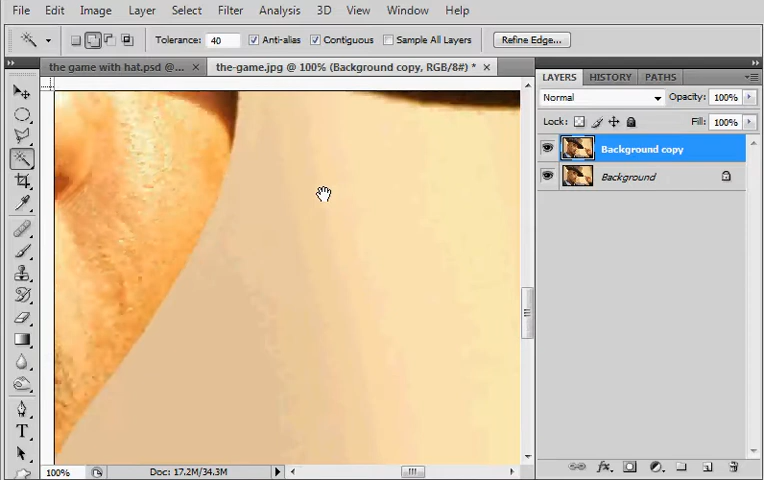 File Edit Image Layer Select Filter Analysis 3D View Window Help
Tolerance: 40 Anti-alias Contiguous Sample All Layers Refine Edge...
the game with hat.psd @... × the-game.jpg @ 100% (Background copy, RGB/8#) * ×
LAYERS HISTORY PATHS
Normal Opacity: 100%
Lock: Fill: 100%
Background copy
Background
T
fx
100% Doc: 17.2M/34.3M